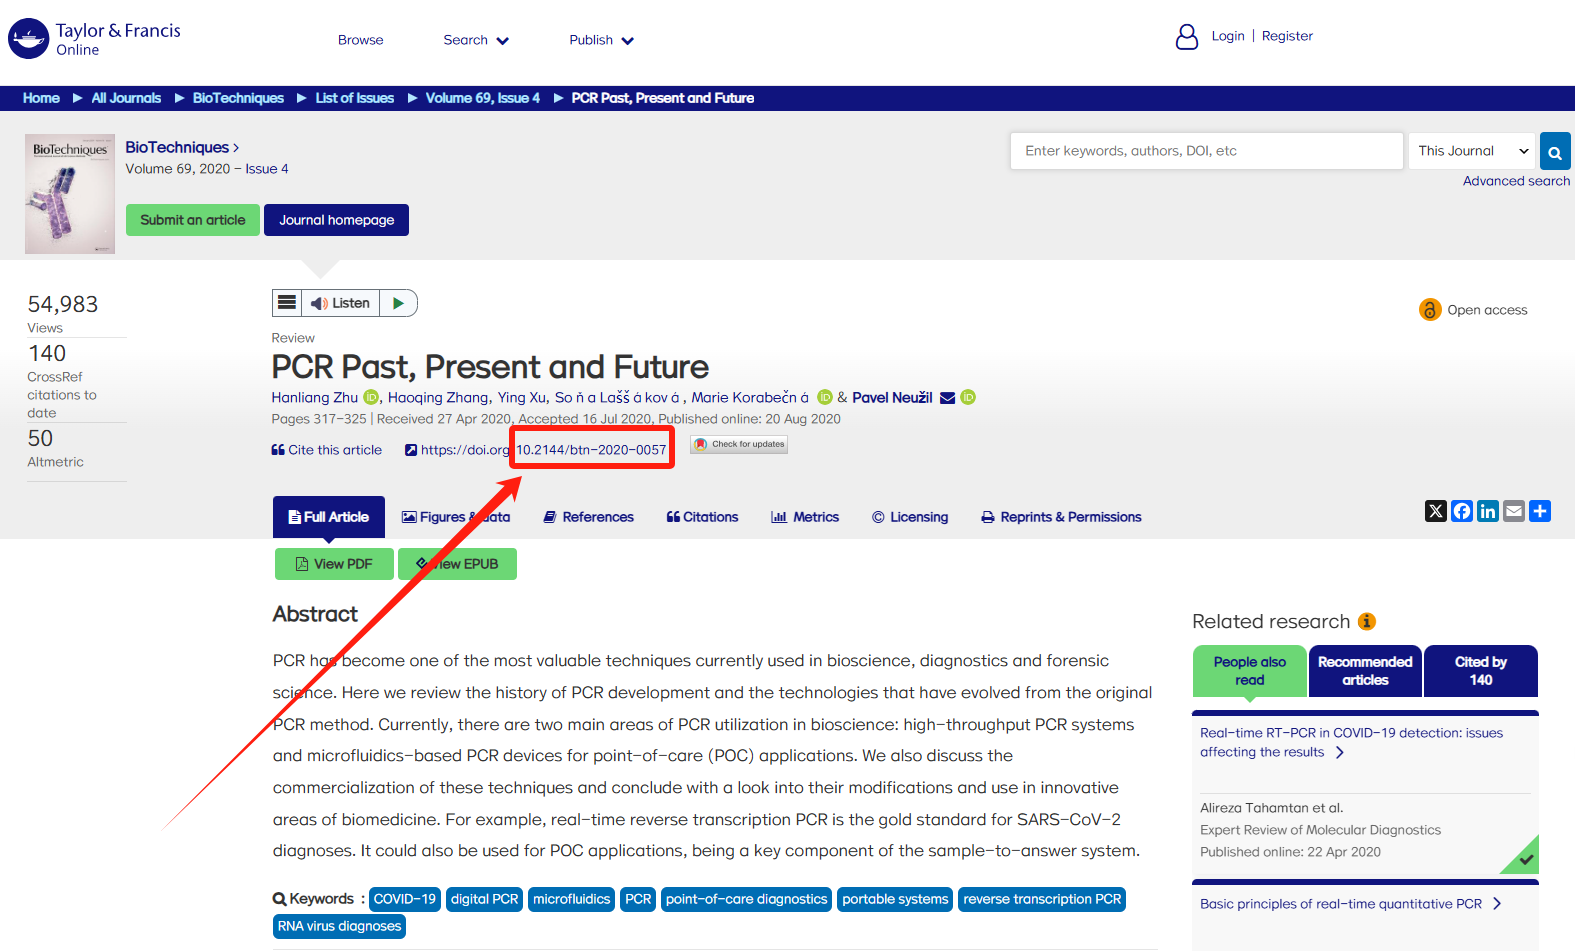 Taylor & Francis
Online
Browse
Search
Publish
Login | Register
Home ▶ All Journals ▶ BioTechniques ▶ List of Issues ▶ Volume 69, Issue 4 ▶ PCR Past, Present and Future
BioTechniques
BioTechniques >
Volume 69, 2020 - Issue 4
Enter keywords, authors, DOI, etc
This Journal
Advanced search
Submit an article
Journal homepage
54,983
Views
140
CrossRef
citations to
date
50
Altmetric
Listen
Open access
Review
PCR Past, Present and Future
Hanliang Zhu iD, Haoqing Zhang, Ying Xu, So ň a Lašš á kov á , Marie Korabečn á iD & Pavel Neužil iD
Pages 317-325 | Received 27 Apr 2020, Accepted 16 Jul 2020, Published online: 20 Aug 2020
Cite this article
https://doi.org 10.2144/btn-2020-0057
Check for updates
Full Article
Figures & data
References
Citations
Metrics
© Licensing
Reprints & Permissions
View PDF
View EPUB
Abstract
PCR has become one of the most valuable techniques currently used in bioscience, diagnostics and forensic
science. Here we review the history of PCR development and the technologies that have evolved from the original
PCR method. Currently, there are two main areas of PCR utilization in bioscience: high-throughput PCR systems
and microfluidics-based PCR devices for point-of-care (POC) applications. We also discuss the
commercialization of these techniques and conclude with a look into their modifications and use in innovative
areas of biomedicine. For example, real-time reverse transcription PCR is the gold standard for SARS-CoV-2
diagnoses. It could also be used for POC applications, being a key component of the sample-to-answer system.
Keywords : COVID-19 digital PCR microfluidics PCR point-of-care diagnostics portable systems reverse transcription PCR
RNA virus diagnoses
Related research i
People also
read
Recommended
articles
Cited by
140
Real-time RT-PCR in COVID-19 detection: issues
affecting the results >
Alireza Tahamtan et al.
Expert Review of Molecular Diagnostics
Published online: 22 Apr 2020
Basic principles of real-time quantitative PCR >